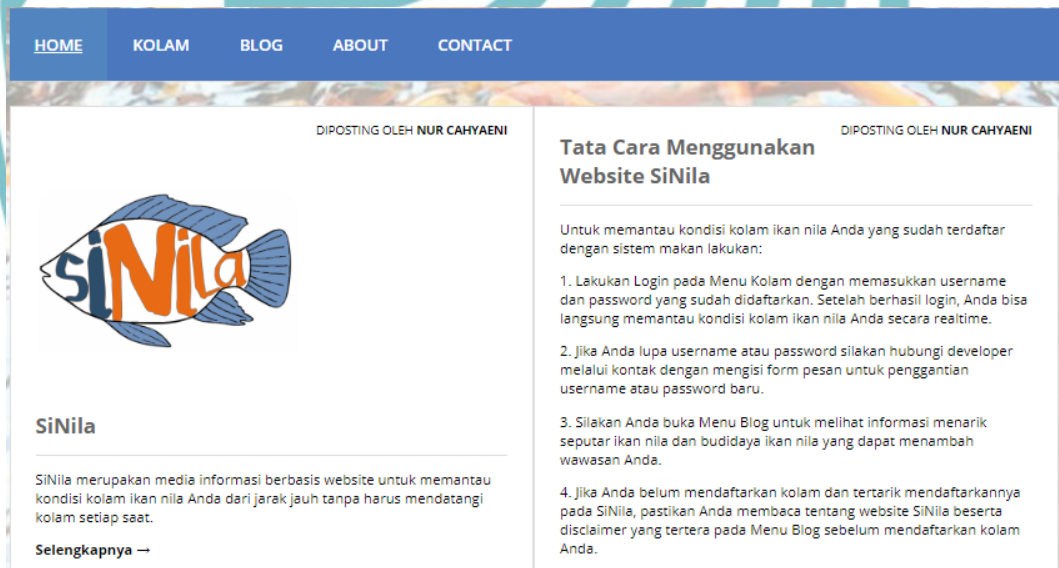 HOME KOLAM BLOG ABOUT CONTACT
DIPOSTING OLEH NUR CAHYAENI
SiNila
SiNila
SiNila merupakan media informasi berbasis website untuk memantau
kondisi kolam ikan nila Anda dari jarak jauh tanpa harus mendatangi
kolam setiap saat.
Selengkapnya →
DIPOSTING OLEH NUR CAHYAENI
Tata Cara Menggunakan
Website SiNila
Untuk memantau kondisi kolam ikan nila Anda yang sudah terdaftar
dengan sistem makan lakukan:
1. Lakukan Login pada Menu Kolam dengan memasukkan username
dan password yang sudah didaftarkan. Setelah berhasil login, Anda bisa
langsung memantau kondisi kolam ikan nila Anda secara realtime.
2. Jika Anda lupa username atau password silakan hubungi developer
melalui kontak dengan mengisi form pesan untuk penggantian
username atau password baru.
3. Silakan Anda buka Menu Blog untuk melihat informasi menarik
seputar ikan nila dan budidaya ikan nila yang dapat menambah
wawasan Anda.
4. Jika Anda belum mendaftarkan kolam dan tertarik mendaftarkannya
pada SiNila, pastikan Anda membaca tentang website SiNila beserta
disclaimer yang tertera pada Menu Blog sebelum mendaftarkan kolam
Anda.